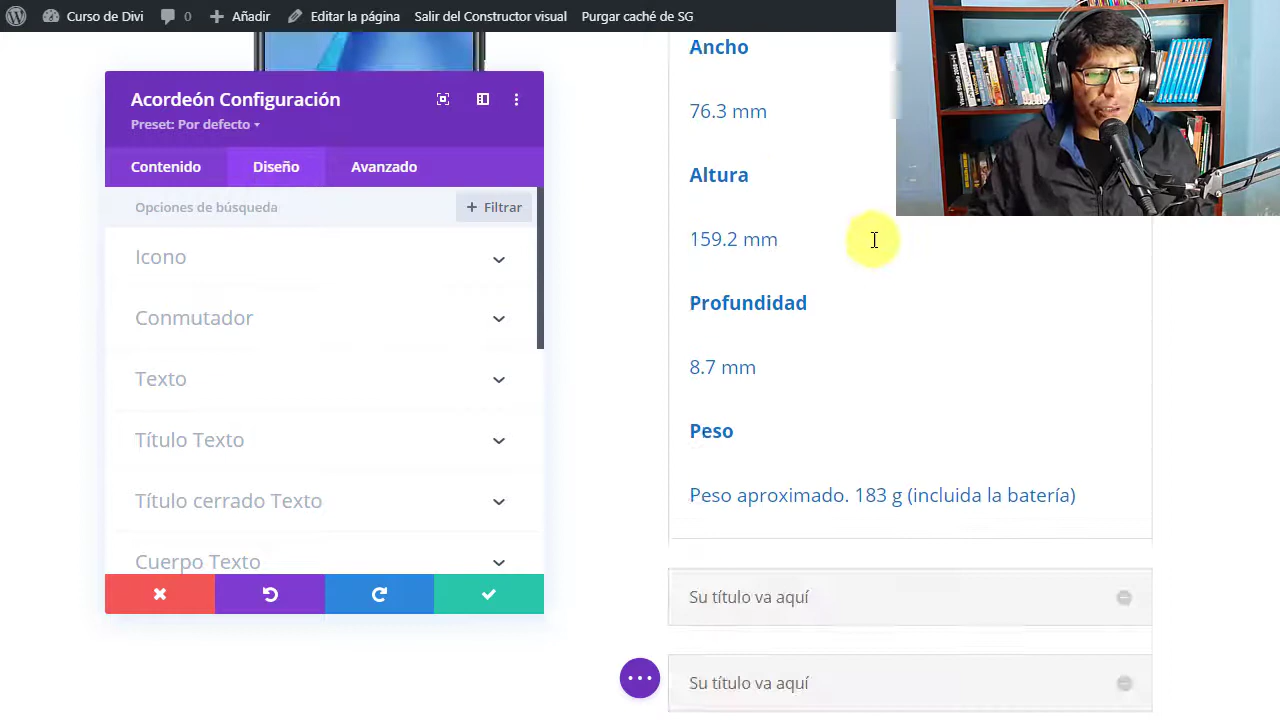 Curso de Divi
0
Añadir
Editar la página
Salir del Constructor visual
Purgar caché de SG
Acordeón Configuración
Preset: Por defecto
Contenido
Diseño
Avanzado
Opciones de búsqueda
+ Filtrar
Icono
Conmutador
Texto
Título Texto
Título cerrado Texto
Cuerpo Texto
Ancho
76.3 mm
Altura
159.2 mm
Profundidad
8.7 mm
Peso
Peso aproximado. 183 g (incluida la batería)
Su título va aquí
Su título va aquí